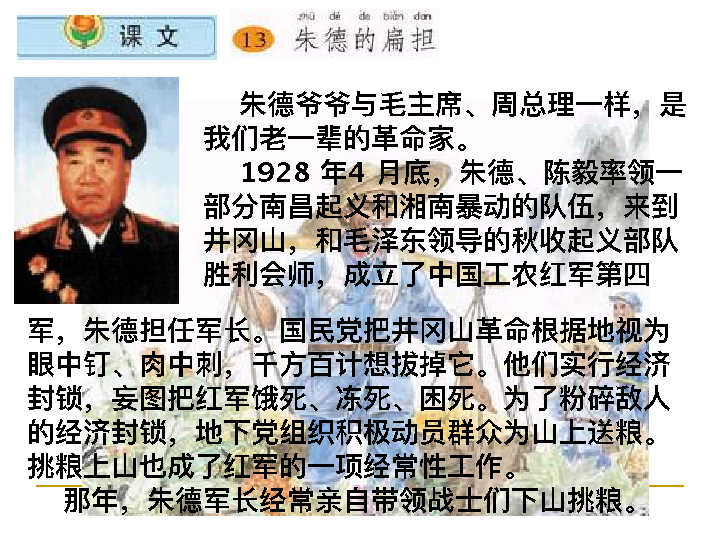 课 文
zhū dé de biǎn dan
13 朱德的扁担
朱德爷爷与毛主席、周总理一样，是
我们老一辈的革命家。
1928 年4 月底，朱德、陈毅率领一
部分南昌起义和湘南暴动的队伍，来到
井冈山，和毛泽东领导的秋收起义部队
胜利会师，成立了中国工农红军第四
军，朱德担任军长。国民党把井冈山革命根据地视为
眼中钉、肉中刺，千方百计想拔掉它。他们实行经济
封锁，妄图把红军饿死、冻死、困死。为了粉碎敌人
的经济封锁，地下党组织积极动员群众为山上送粮。
挑粮上山也成了红军的一项经常性工作。
那年，朱德军长经常亲自带领战士们下山挑粮。